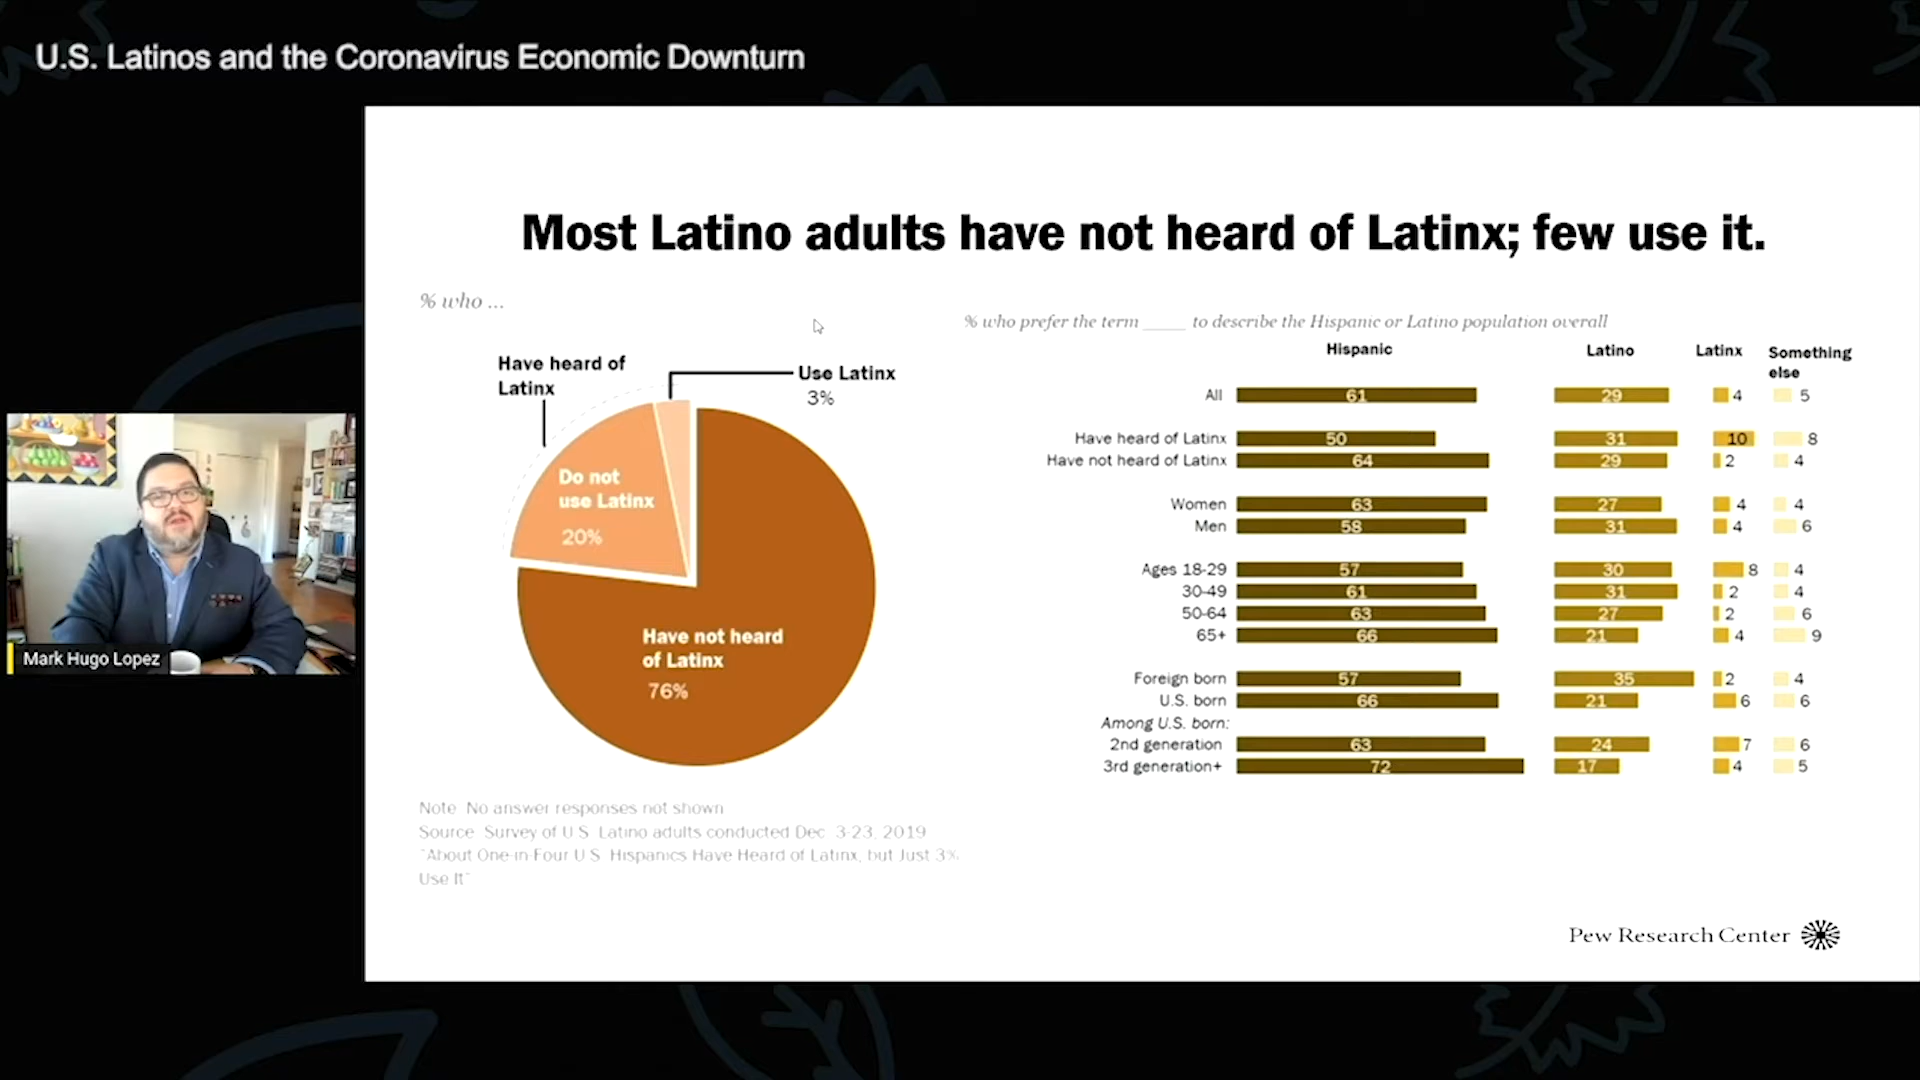 U.S. Latinos and the Coronavirus Economic Downturn
Most Latino adults have not heard of Latinx; few use it.
% who ...
Have heard of
Latinx
Use Latinx
3%
Do not
use Latinx
20%
Have not heard
of Latinx
76%
% who prefer the term _____ to describe the Hispanic or Latino population overall
Hispanic Latino Latinx Something
else
All 61 29 4 5
Have heard of Latinx 50 31 10 8
Have not heard of Latinx 64 29 2 4
Women 63 27 4 4
Men 58 31 4 6
Ages 18-29 57 30 8 4
30-49 61 31 2 4
50-64 63 27 2 6
65+ 66 21 4 9
Foreign born 57 35 2 4
U.S. born 66 21 6 6
Among U.S. born:
2nd generation 63 24 7 6
3rd generation+ 72 17 4 5
Note: No answer responses not shown
Source: Survey of U.S. Latino adults conducted Dec. 3-23, 2019
"About One-in-Four U.S. Hispanics Have Heard of Latinx, but Just 3%
Use It"
Pew Research Center
Mark Hugo Lopez